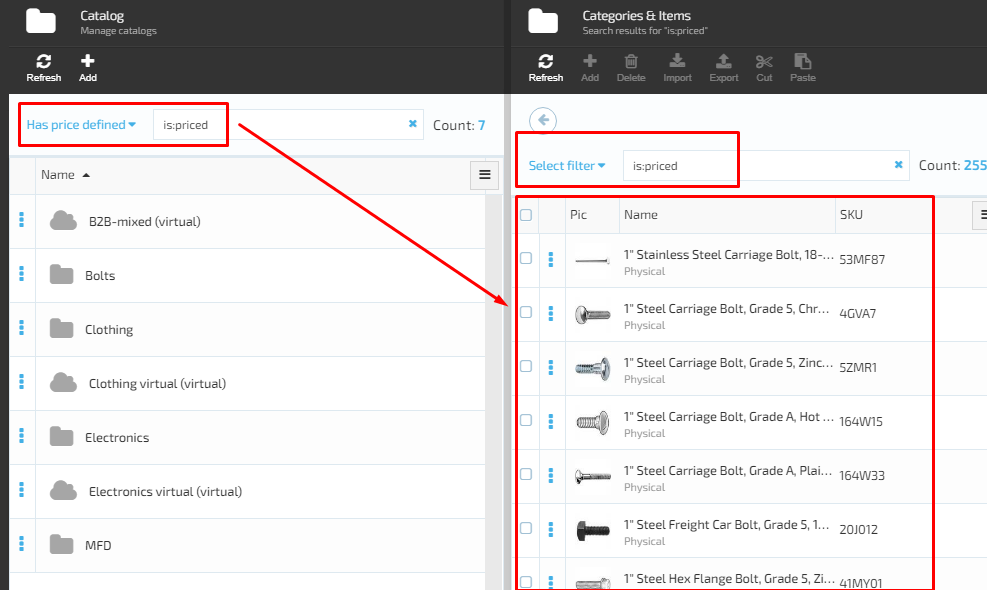 Catalog
Manage catalogs
Refresh
Add
Has price defined
is:priced
Count: 7
Name
B2B-mixed (virtual)
Bolts
Clothing
Clothing virtual (virtual)
Electronics
Electronics virtual (virtual)
MFD
Categories & Items
Search results for "is:priced"
Refresh
Add
Delete
Import
Export
Cut
Paste
Select filter
is:priced
Count: 255
Pic
Name
SKU
1" Stainless Steel Carriage Bolt, 18-...
53MF87
Physical
1" Steel Carriage Bolt, Grade 5, Chr...
4GVA7
Physical
1" Steel Carriage Bolt, Grade 5, Zinc...
5ZMR1
Physical
1" Steel Carriage Bolt, Grade A, Hot ...
164W15
Physical
1" Steel Carriage Bolt, Grade A, Plai...
164W33
Physical
1" Steel Freight Car Bolt, Grade 5, 1...
20J012
Physical
1" Steel Hex Flange Bolt, Grade 5, Zi...
41MY01